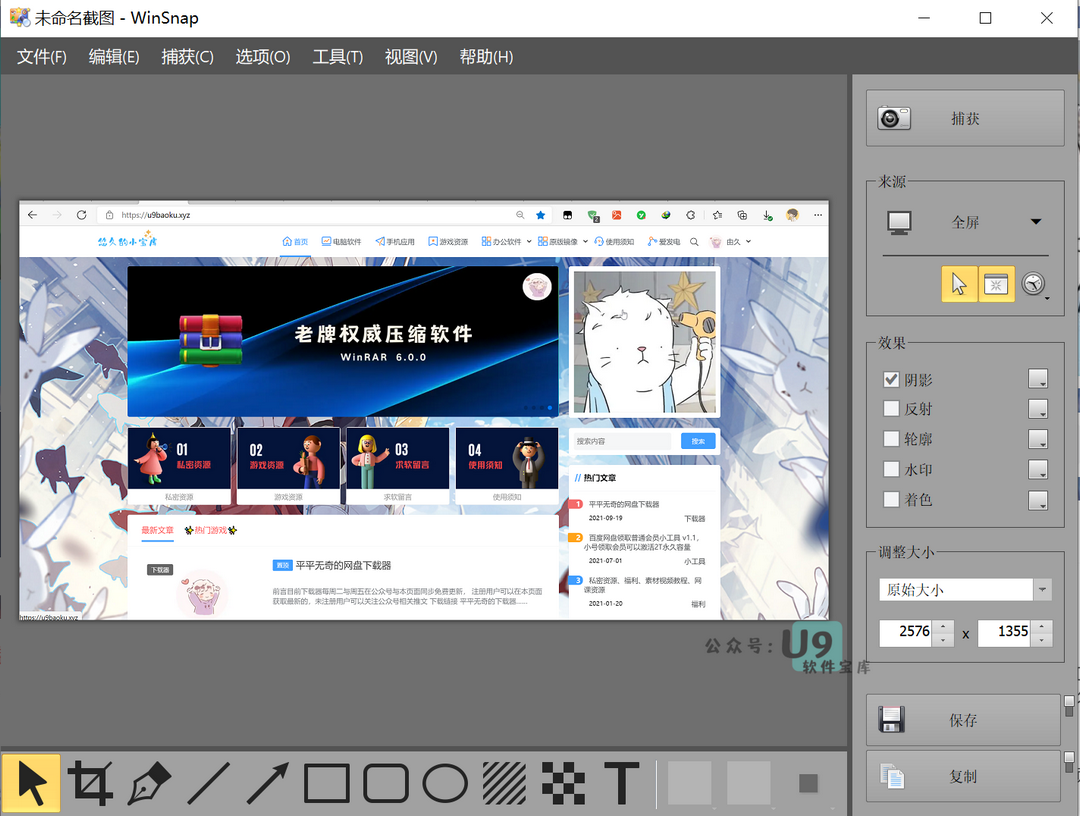 未命名截图 - WinSnap
文件(F) 编辑(E) 捕获(C) 选项(O) 工具(T) 视图(V) 帮助(H)
https://u9baoku.xyz
悠久的小宝库
首页 电脑软件 手机应用 游戏资源 办公软件 原版镜像 使用须知 爱发电 由久
老牌权威压缩软件
WinRAR 6.0.0
01 私密资源
02 游戏资源
03 求软留言
04 使用须知
私密资源 游戏资源 求软留言 使用须知
最新文章 热门游戏
下载器
置顶 平平无奇的网盘下载器
前言目前下载器每周二与周五在公众号与本页面同步免费更新, 注册用户可以在本页面
获取最新的, 未注册用户可以关注公众号相关推文 下载链接 平平无奇的下载器......
搜索内容 搜索
// 热门文章
1 平平无奇的网盘下载器
2021-09-19 下载器
2 百度网盘领取普通会员小工具 v1.1,
小号领取会员可以激活2T永久容量
2021-07-01 小工具
3 私密资源、福利、素材视频教程、网
课资源
2021-01-20 福利
https://u9baoku.xyz
公众号: U9
软件宝库
捕获
来源
全屏
效果
阴影
反射
轮廓
水印
着色
调整大小
原始大小
2576 x 1355
保存
复制
T